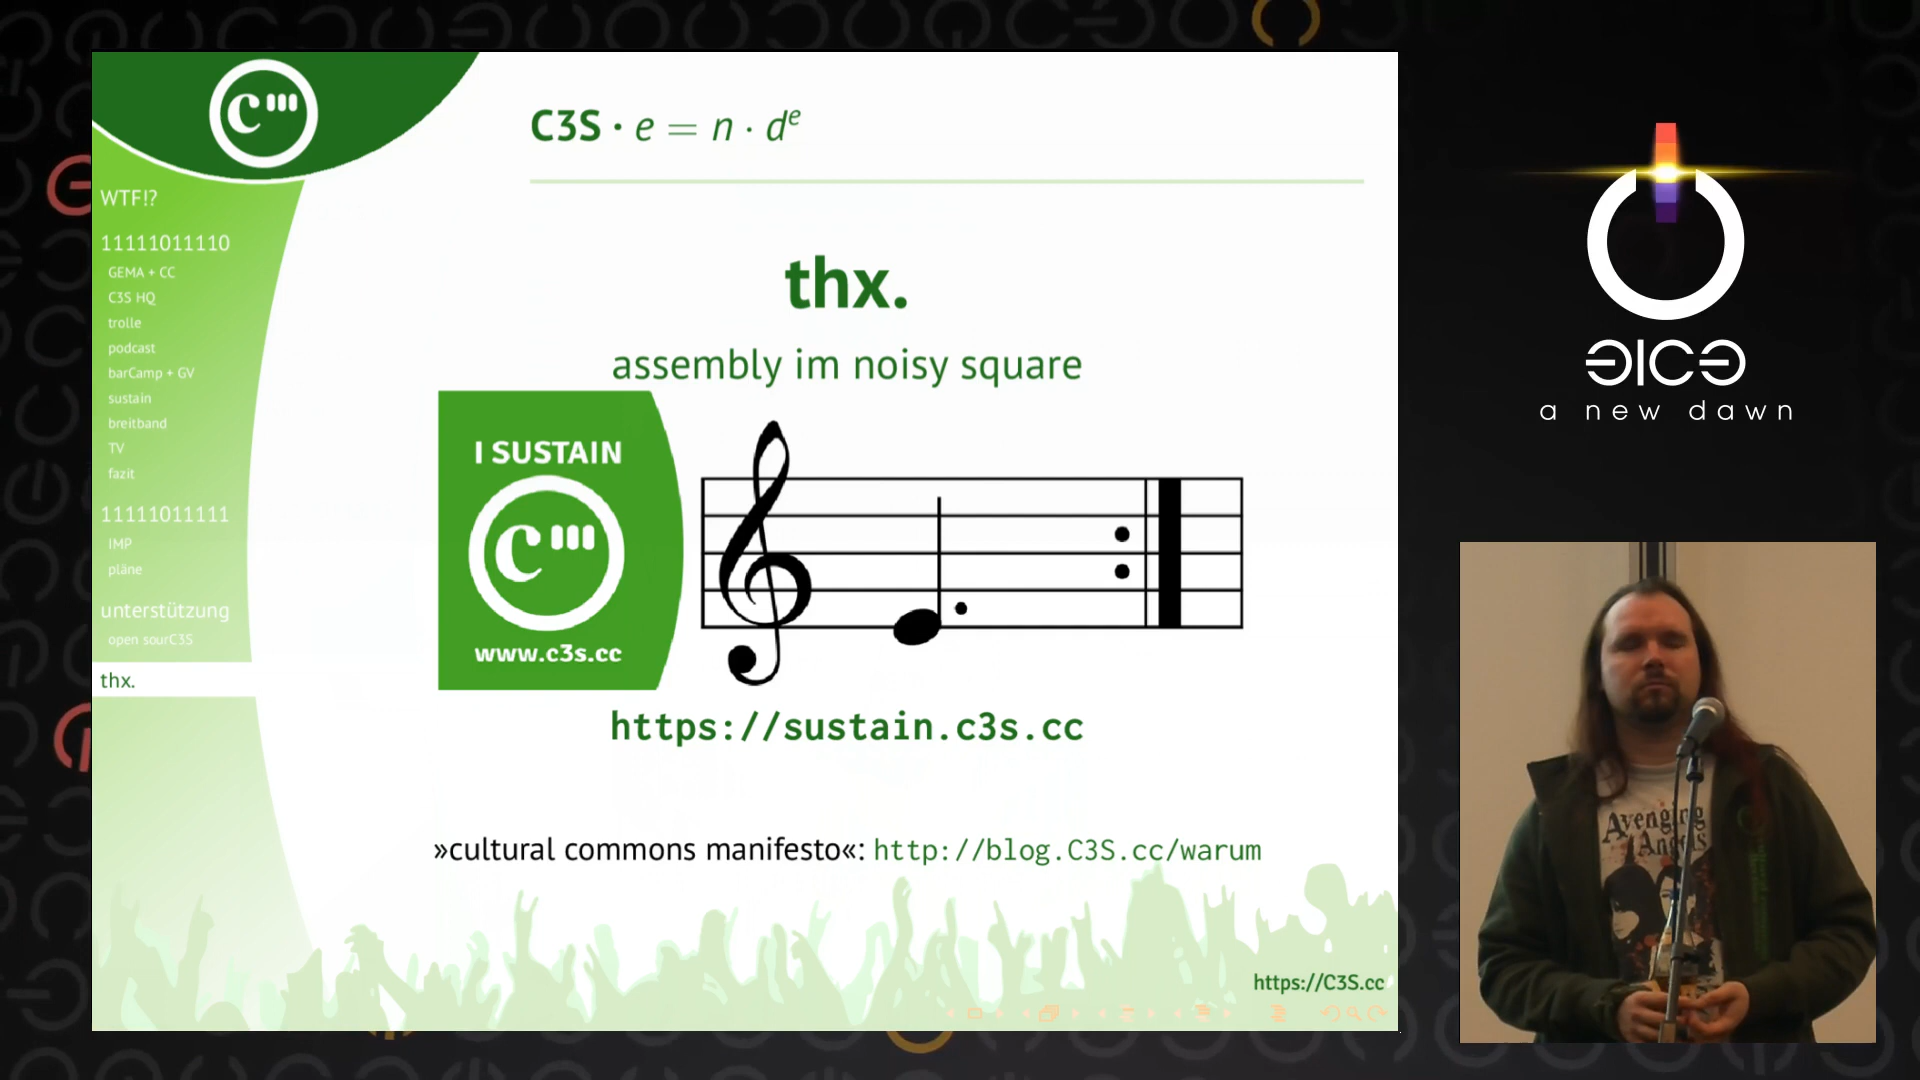 C3S · e = n · dᵉ
WTF!?
11111011110
GEMA + CC
C3S HQ
trolle
podcast
barCamp + GV
sustain
breitband
TV
fazit
11111011111
IMP
pläne
unterstützung
open sourC3S
thx.
thx.
assembly im noisy square
I SUSTAIN
c'''
www.c3s.cc
https://sustain.c3s.cc
»cultural commons manifesto«: http://blog.C3S.cc/warum
https://C3S.cc
a new dawn
Avenging
Angels